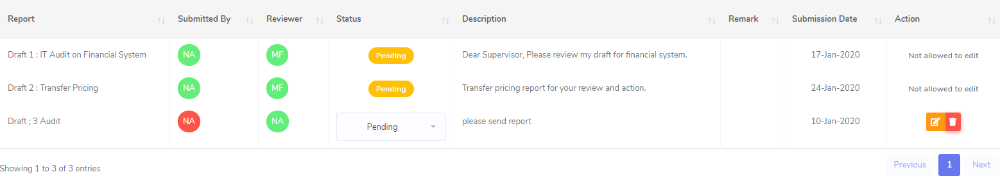 Report Submitted By Reviewer Status Description Remark Submission Date Action
Draft 1 : IT Audit on Financial System NA MF Pending Dear Supervisor, Please review my draft for financial system. 17-Jan-2020 Not allowed to edit
Draft 2 : Transfer Pricing NA MF Pending Transfer pricing report for your review and action. 24-Jan-2020 Not allowed to edit
Draft ; 3 Audit NA NA Pending please send report 10-Jan-2020
Showing 1 to 3 of 3 entries Previous 1 Next